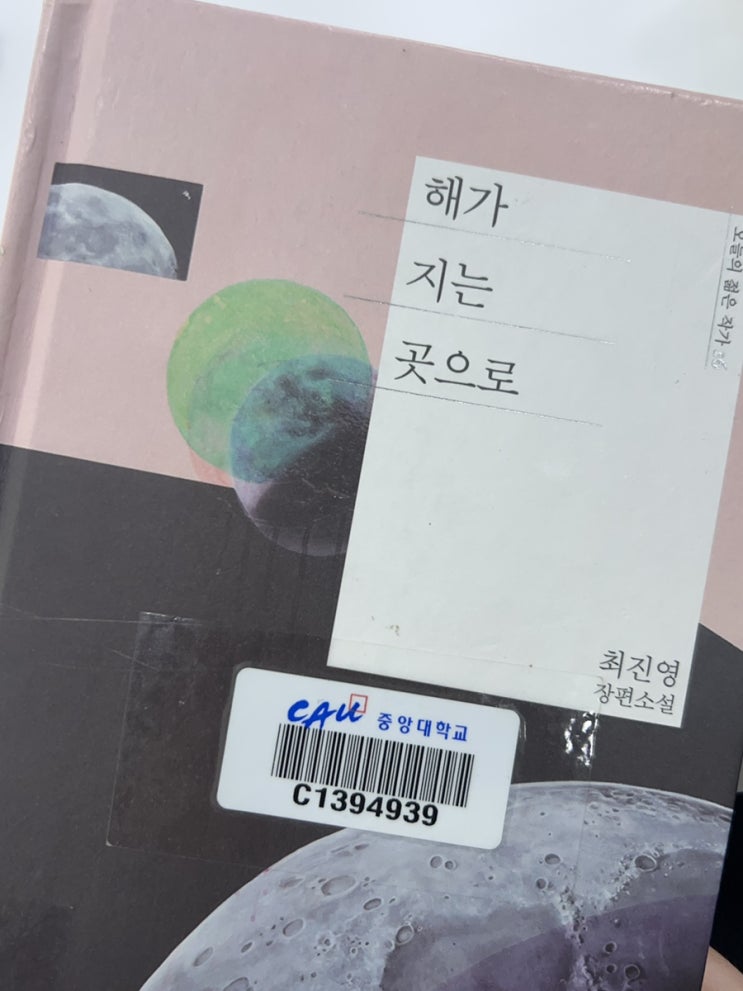 해가
지는
곳으로
오늘의 젊은 작가
최진영
장편소설
CAU 중앙대학교
C1394939